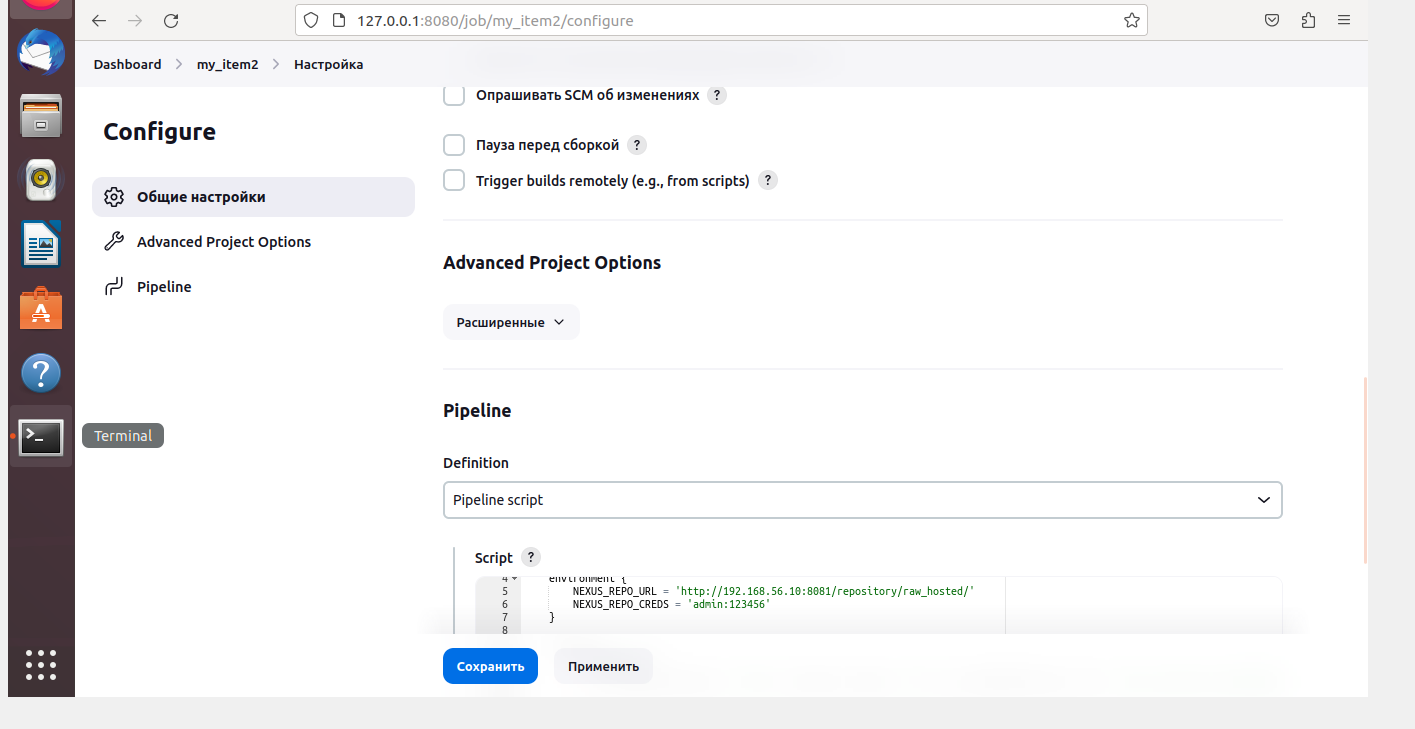 127.0.0.1:8080/job/my_item2/configure
Dashboard my_item2 Настройка
Configure
Общие настройки
Advanced Project Options
Pipeline
Terminal
Опрашивать SCM об изменениях ?
Пауза перед сборкой ?
Trigger builds remotely (e.g., from scripts) ?
Advanced Project Options
Расширенные
Pipeline
Definition
Pipeline script
Script ?
4 environment {
5 NEXUS_REPO_URL = 'http://192.168.56.10:8081/repository/raw_hosted/'
6 NEXUS_REPO_CREDS = 'admin:123456'
7 }
8
Сохранить Применить